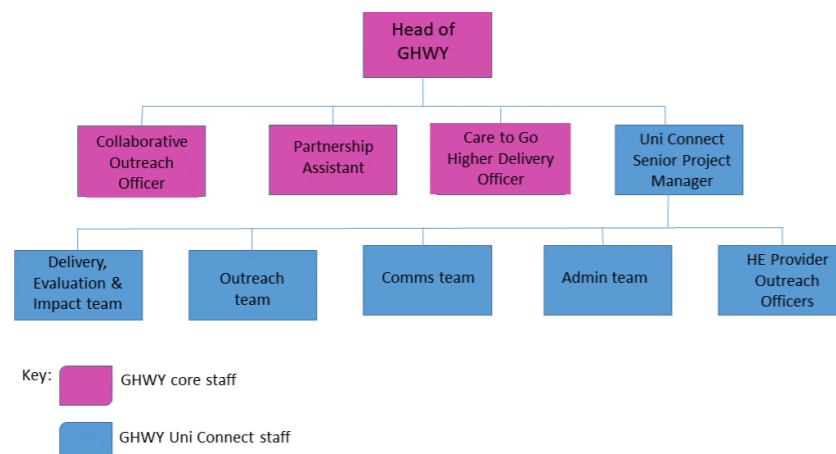 Head of
GHWY
Collaborative
Outreach
Officer
Partnership
Assistant
Care to Go
Higher Delivery
Officer
Uni Connect
Senior Project
Manager
Delivery,
Evaluation &
Impact team
Outreach
team
Comms team
Admin team
HE Provider
Outreach
Officers
Key:
GHWY core staff
GHWY Uni Connect staff